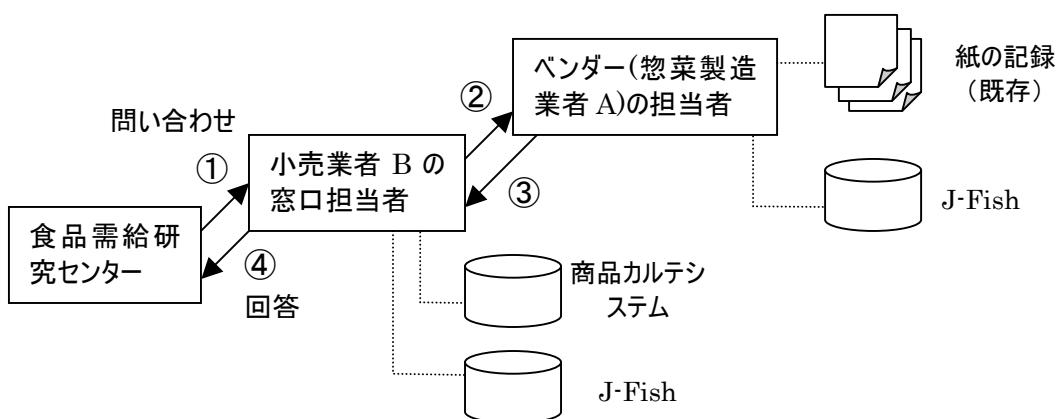 ベンダー(惣菜製造
業者 A)の担当者
紙の記録
(既存)
②
問い合わせ
①
小売業者 B の
窓口担当者
③
J-Fish
食品需給研
究センター
④
回答
商品カルテシ
ステム
J-Fish